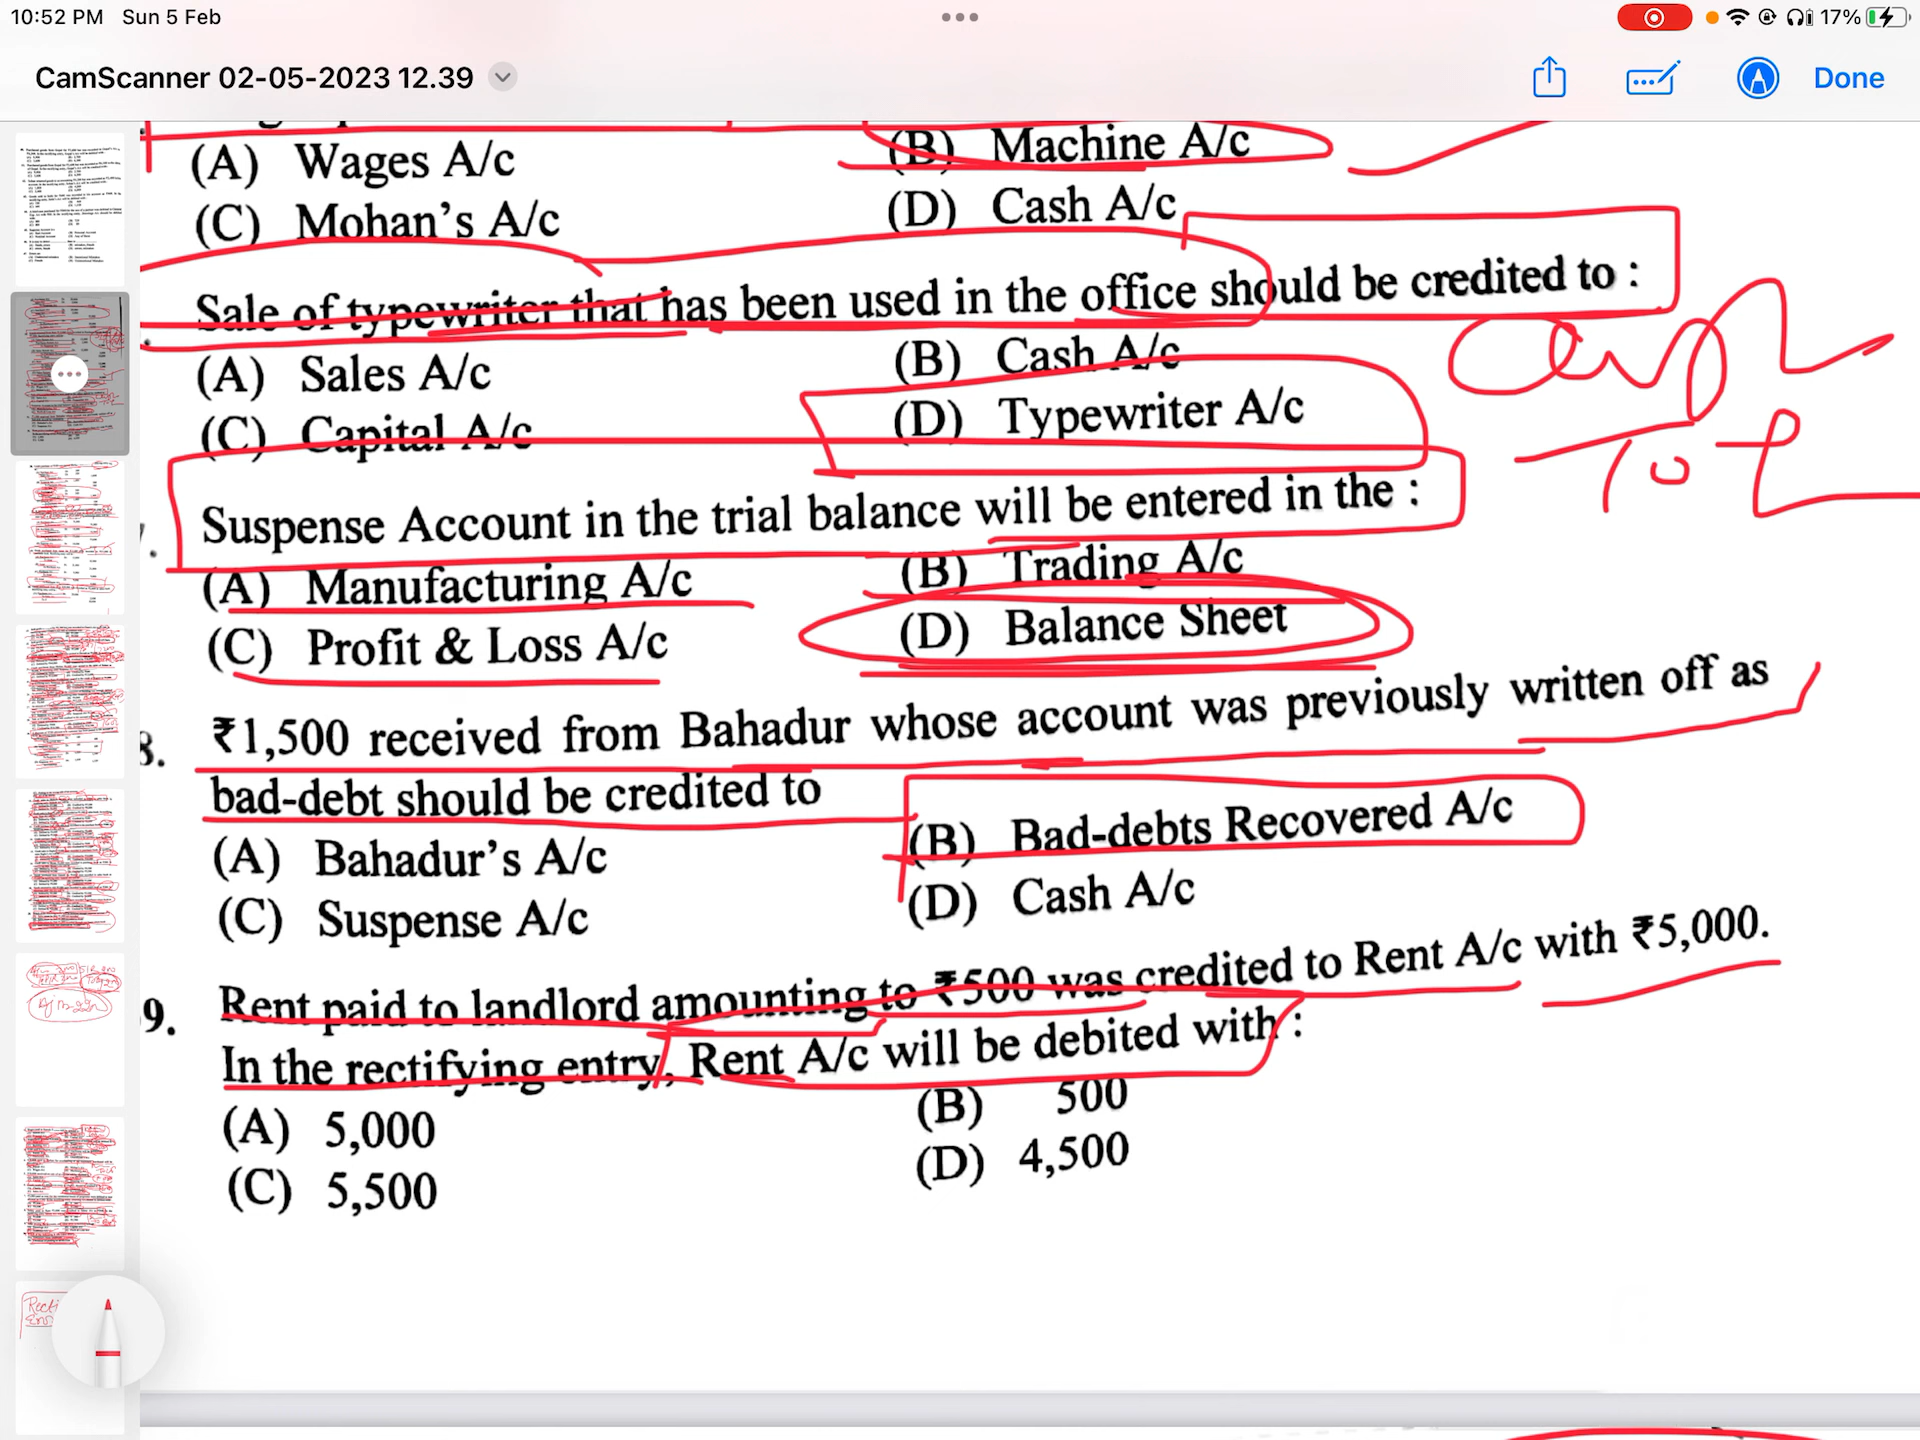 10:52 PM Sun 5 Feb
17%
CamScanner 02-05-2023 12.39
Done
(A) Wages A/c (B) Machine A/c
(C) Mohan's A/c (D) Cash A/c
Sale of typewriter that has been used in the office should be credited to :
(A) Sales A/c (B) Cash A/c
(C) Capital A/c (D) Typewriter A/c
Suspense Account in the trial balance will be entered in the :
(A) Manufacturing A/c (B) Trading A/c
(C) Profit & Loss A/c (D) Balance Sheet
8. ₹1,500 received from Bahadur whose account was previously written off as
bad-debt should be credited to
(A) Bahadur's A/c (B) Bad-debts Recovered A/c
(C) Suspense A/c (D) Cash A/c
9. Rent paid to landlord amounting to ₹500 was credited to Rent A/c with ₹5,000.
In the rectifying entry, Rent A/c will be debited with :
(A) 5,000 (B) 500
(C) 5,500 (D) 4,500